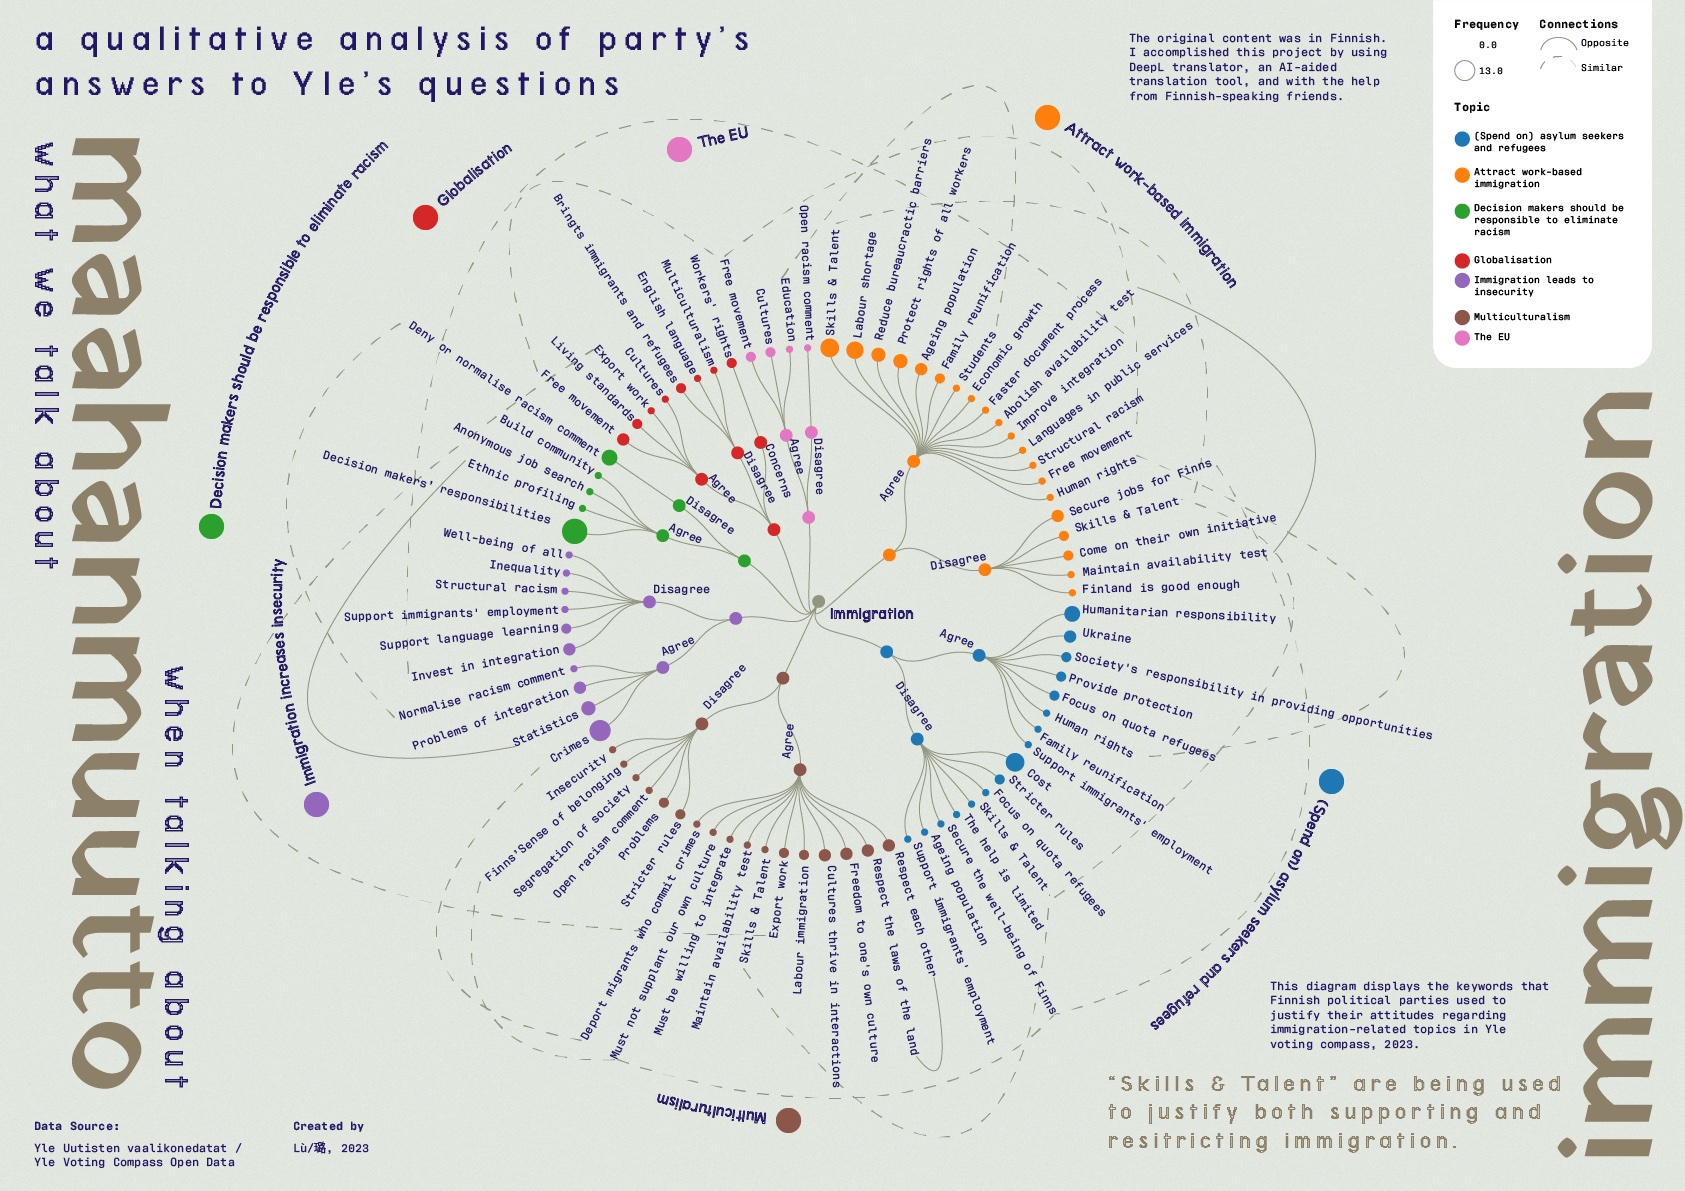 a qualitative analysis of party's
answers to Yle's questions
what we talk about
maahanmuutto
when talking about
immigration
The original content was in Finnish.
I accomplished this project by using
DeepL translator, an AI-aided
translation tool, and with the help
from Finnish-speaking friends.
Frequency
0.0
13.0
Connections
Opposite
Similar
Topic
(Spend on) asylum seekers
and refugees
Attract work-based
immigration
Decision makers should be
responsible to eliminate
racism
Globalisation
Immigration leads to
insecurity
Multiculturalism
The EU
Immigration
The EU
Agree
Free movement
Cultures
Education
Disagree
Open racism comment
Attract work-based immigration
Agree
Skills & Talent
Labour shortage
Reduce bureaucractic barriers
Protect rights of all workers
Ageing population
Family reunification
Students
Economic growth
Faster document process
Abolish availability test
Improve integration
Languages in public services
Structural racism
Free movement
Human rights
Disagree
Secure jobs for Finns
Skills & Talent
Come on their own initiative
Maintain availability test
Finland is good enough
(Spend on) asylum seekers and refugees
Agree
Humanitarian responsibility
Ukraine
Society's responsibility in providing opportunities
Provide protection
Focus on quota refugees
Human rights
Family reunification
Support immigrants' employment
Disagree
Cost
Stricter rules
Focus on quota refugees
Skills & Talent
The help is limited
Secure the well-being of Finns
Ageing population
Support immigrants' employment
Multiculturalism
Agree
Respect each other
Respect the laws of the land
Freedom to one's own culture
Cultures thrive in interactions
Labour immigration
Export work
Skills & Talent
Maintain availability test
Must be willing to integrate
Must not supplant our own culture
Deport migrants who commit crimes
Disagree
Stricter rules
Problems
Open racism comment
Segregation of society
Finns'Sense of belonging
Insecurity
Immigration increases insecurity
Agree
Crimes
Statistics
Problems of integration
Normalise racism comment
Disagree
Invest in integration
Support language learning
Support immigrants' employment
Structural racism
Inequality
Well-being of all
Decision makers should be responsible to eliminate racism
Agree
Decision makers' responsibilities
Ethnic profiling
Anonymous job search
Build community
Disagree
Deny or normalise racism comment
Globalisation
Agree
Free movement
Living standards
Export work
Cultures
Disagree
Bringts immigrants and refugees
English language
Multiculturalism
Concerns
Workers' rights
This diagram displays the keywords that
Finnish political parties used to
justify their attitudes regarding
immigration-related topics in Yle
voting compass, 2023.
“Skills & Talent” are being used
to justify both supporting and
resitricting immigration.
Data Source:
Yle Uutisten vaalikonedatat /
Yle Voting Compass Open Data
Created by
Lù/璐, 2023